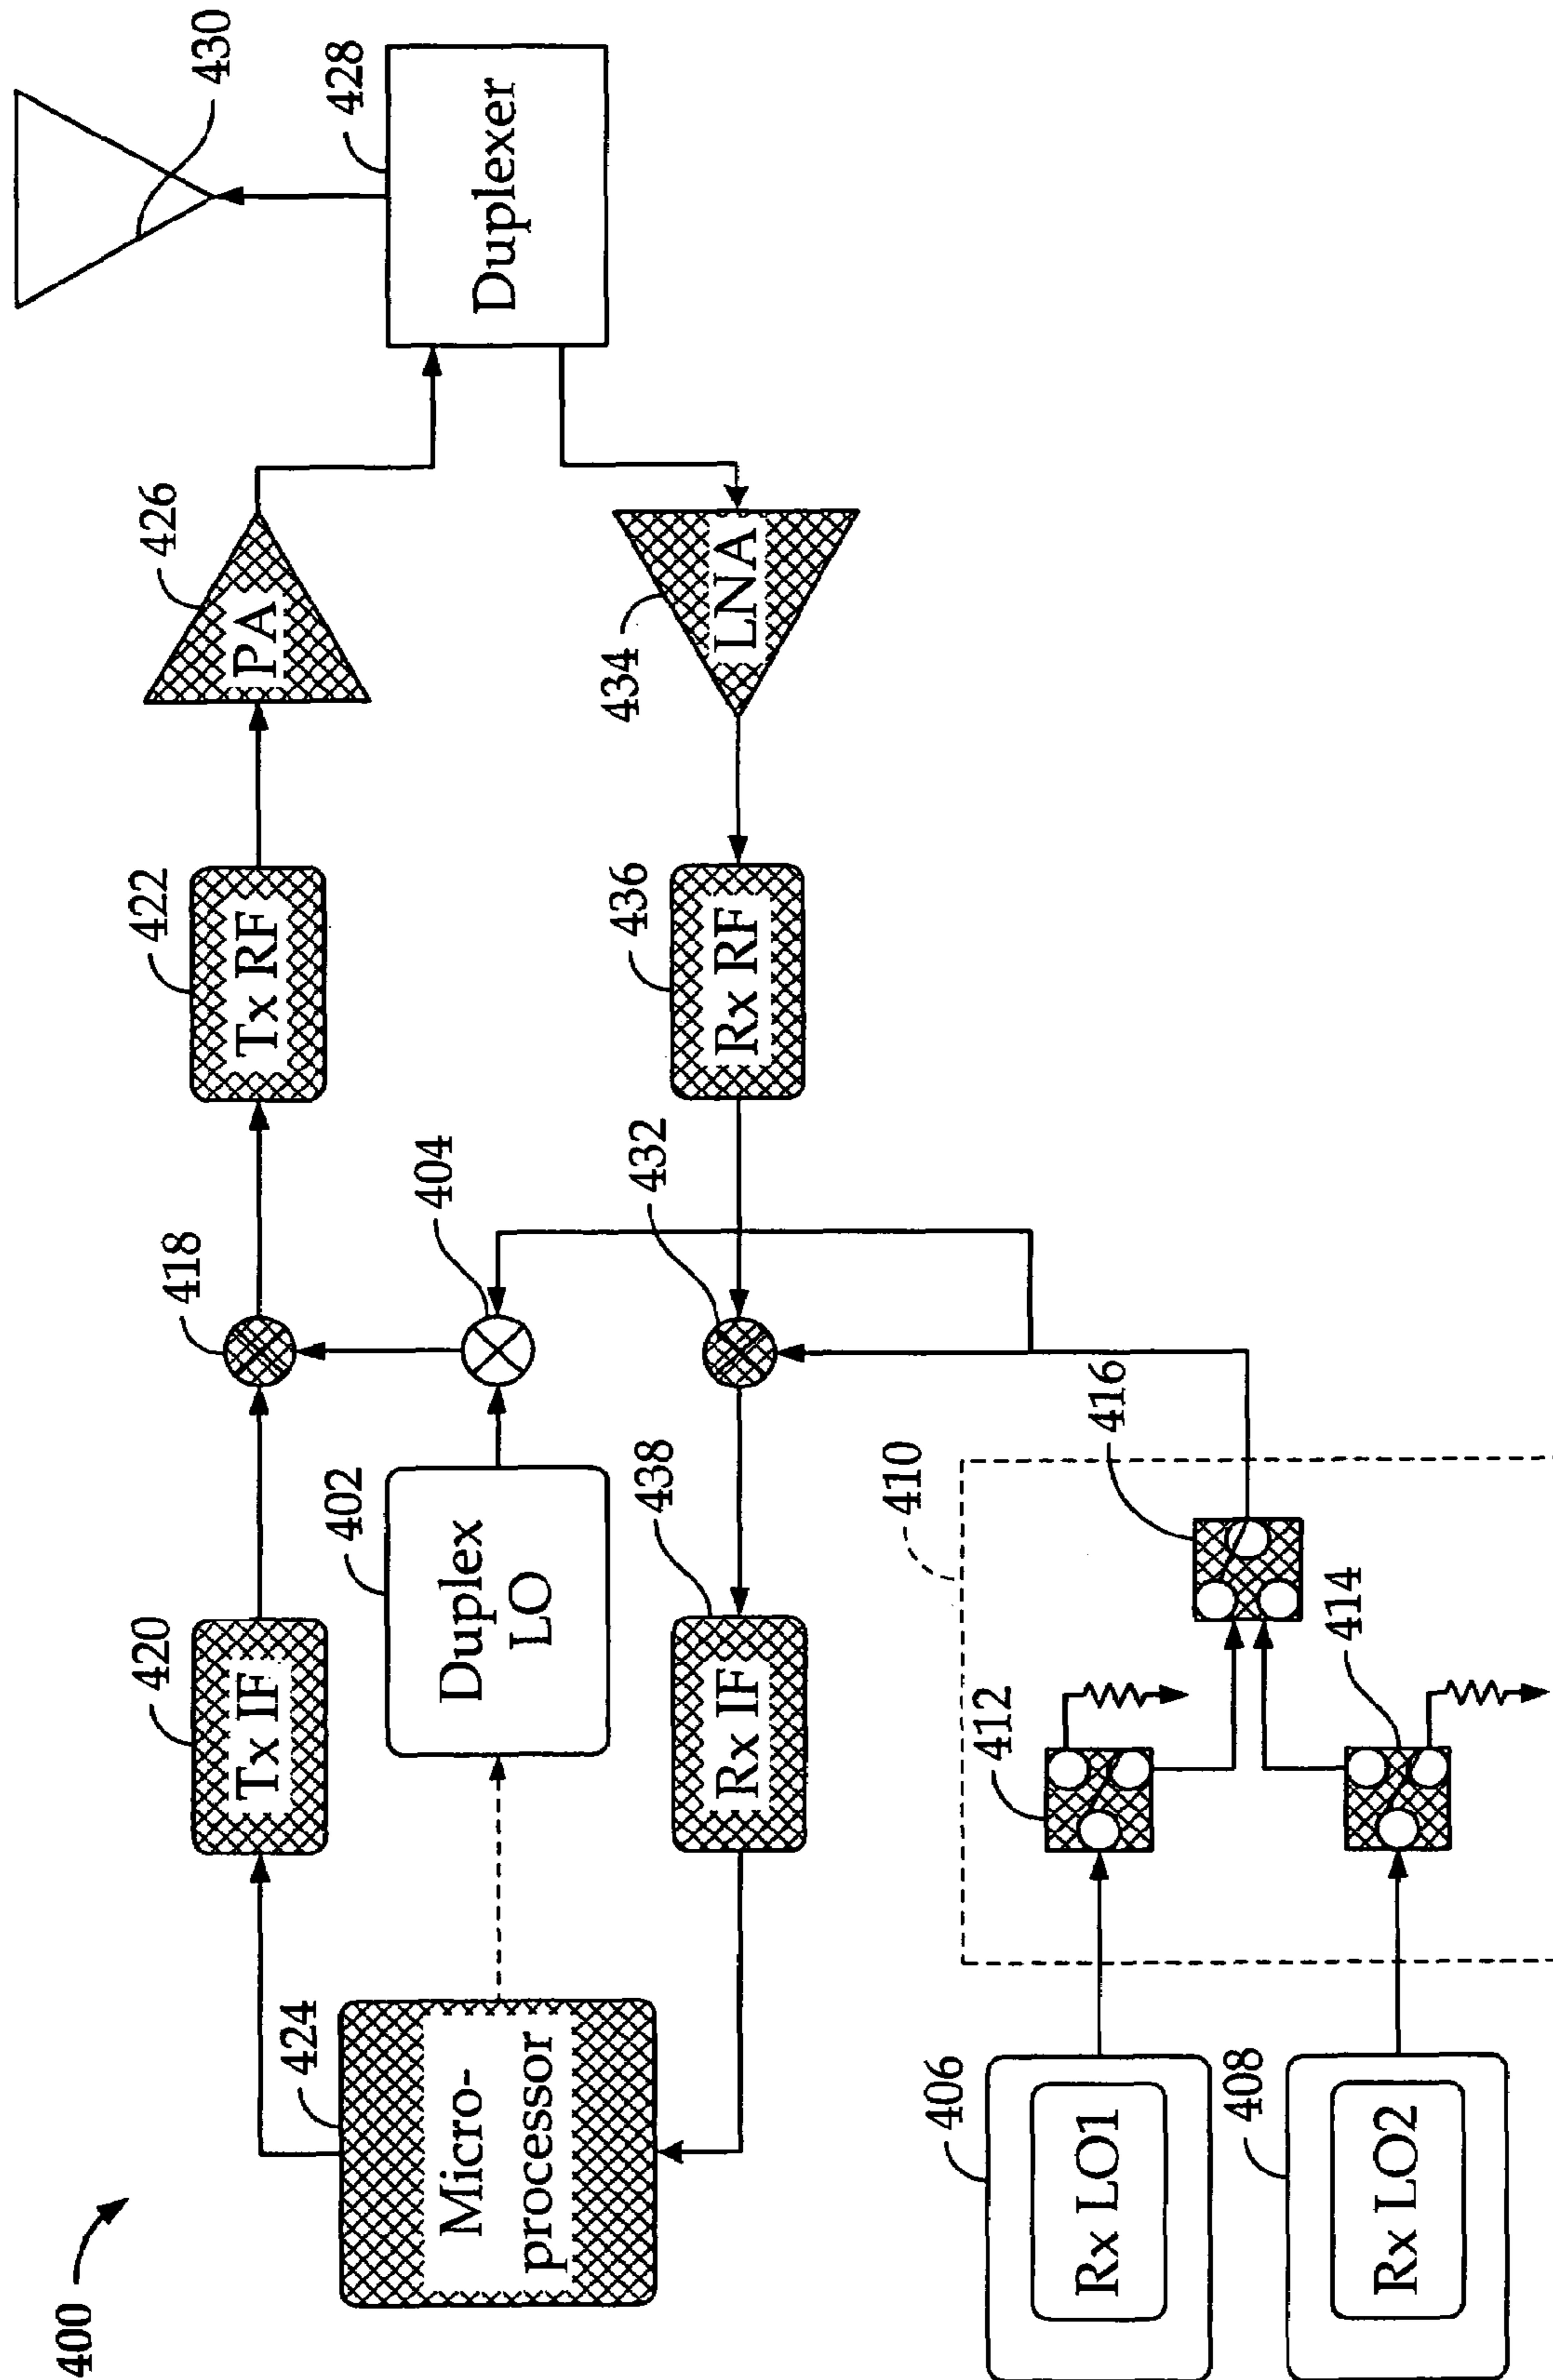 400
424
Micro-
processor
420
Tx IF
418
422
Tx RF
426
PA
430
428
Duplexer
402
Duplex
LO
404
438
Rx IF
432
436
Rx RF
434
LNA
410
406
Rx LO1
412
416
408
Rx LO2
414